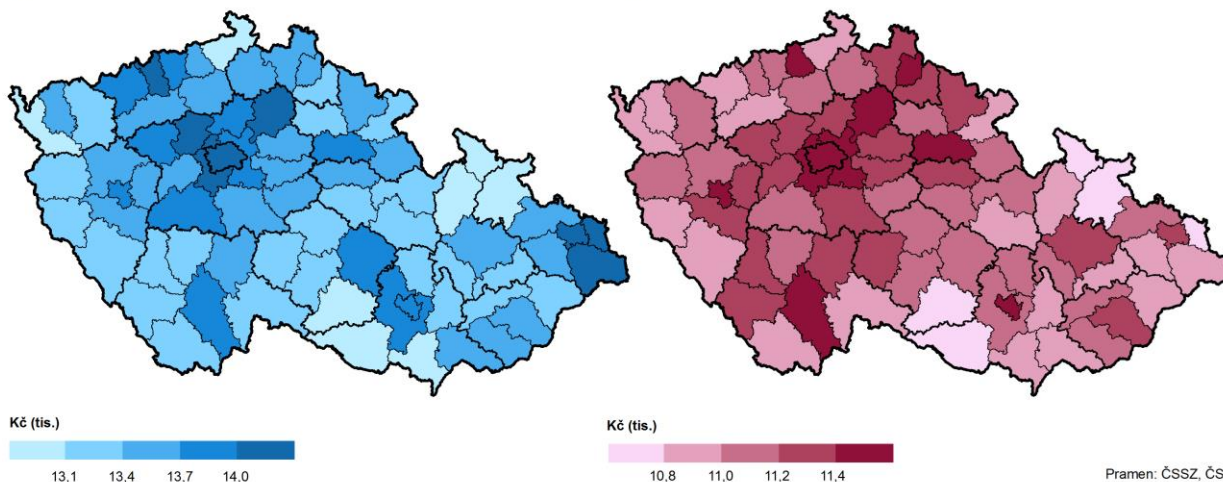 Kč (tis.)
13.1 13.4 13.7 14.0
Kč (tis.)
10,8 11,0 11,2 11,4
Pramen: ČSSZ, ČS